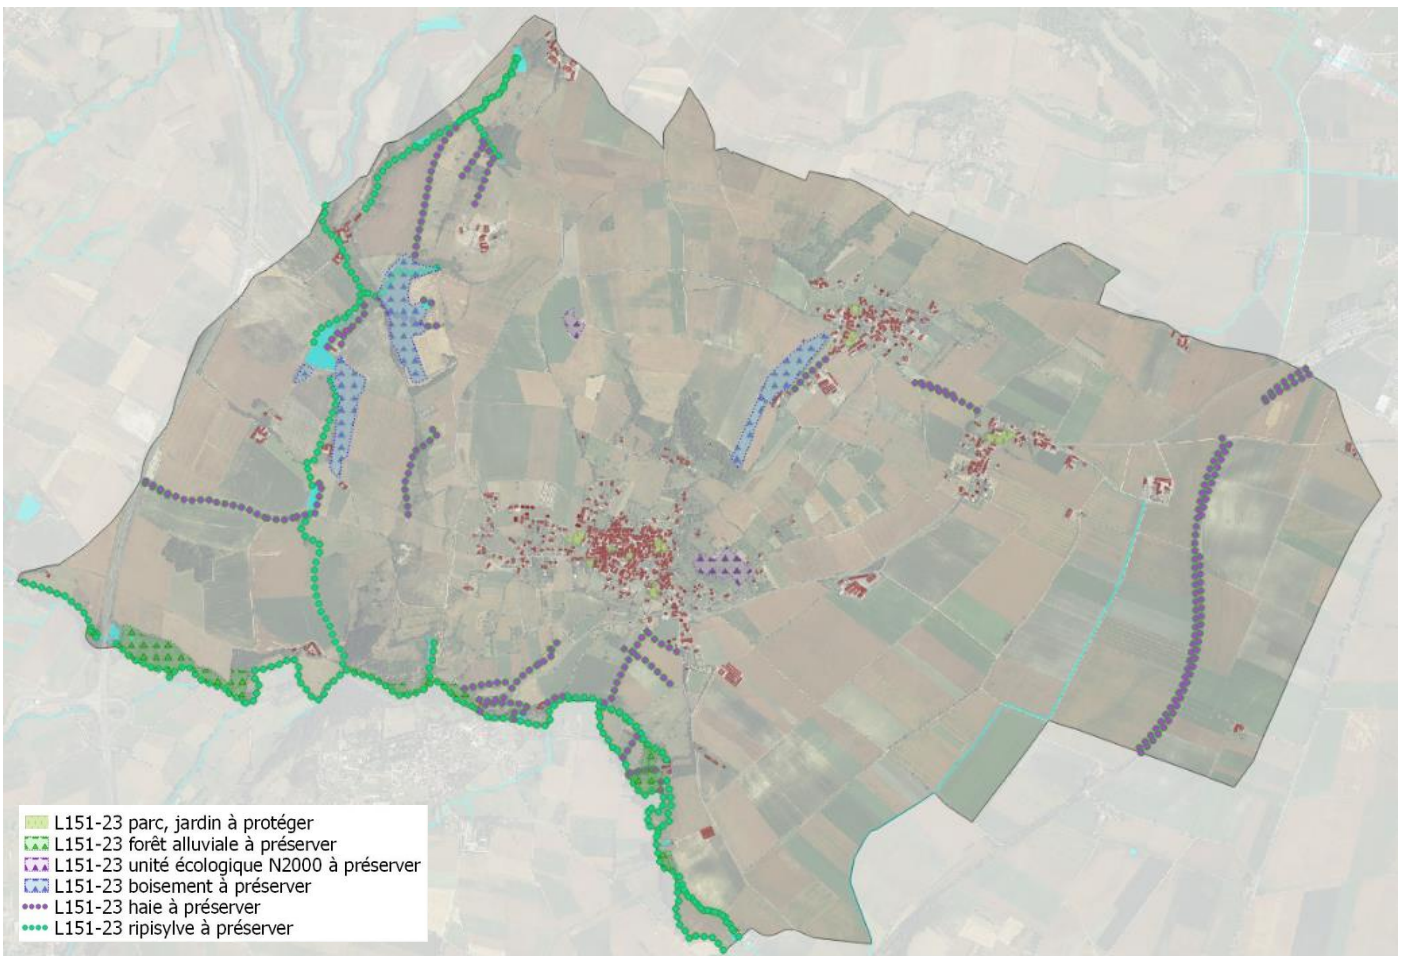 L151-23 parc, jardin à protéger
L151-23 forêt alluviale à préserver
L151-23 unité écologique N2000 à préserver
L151-23 boisement à préserver
L151-23 haie à préserver
L151-23 ripisylve à préserver